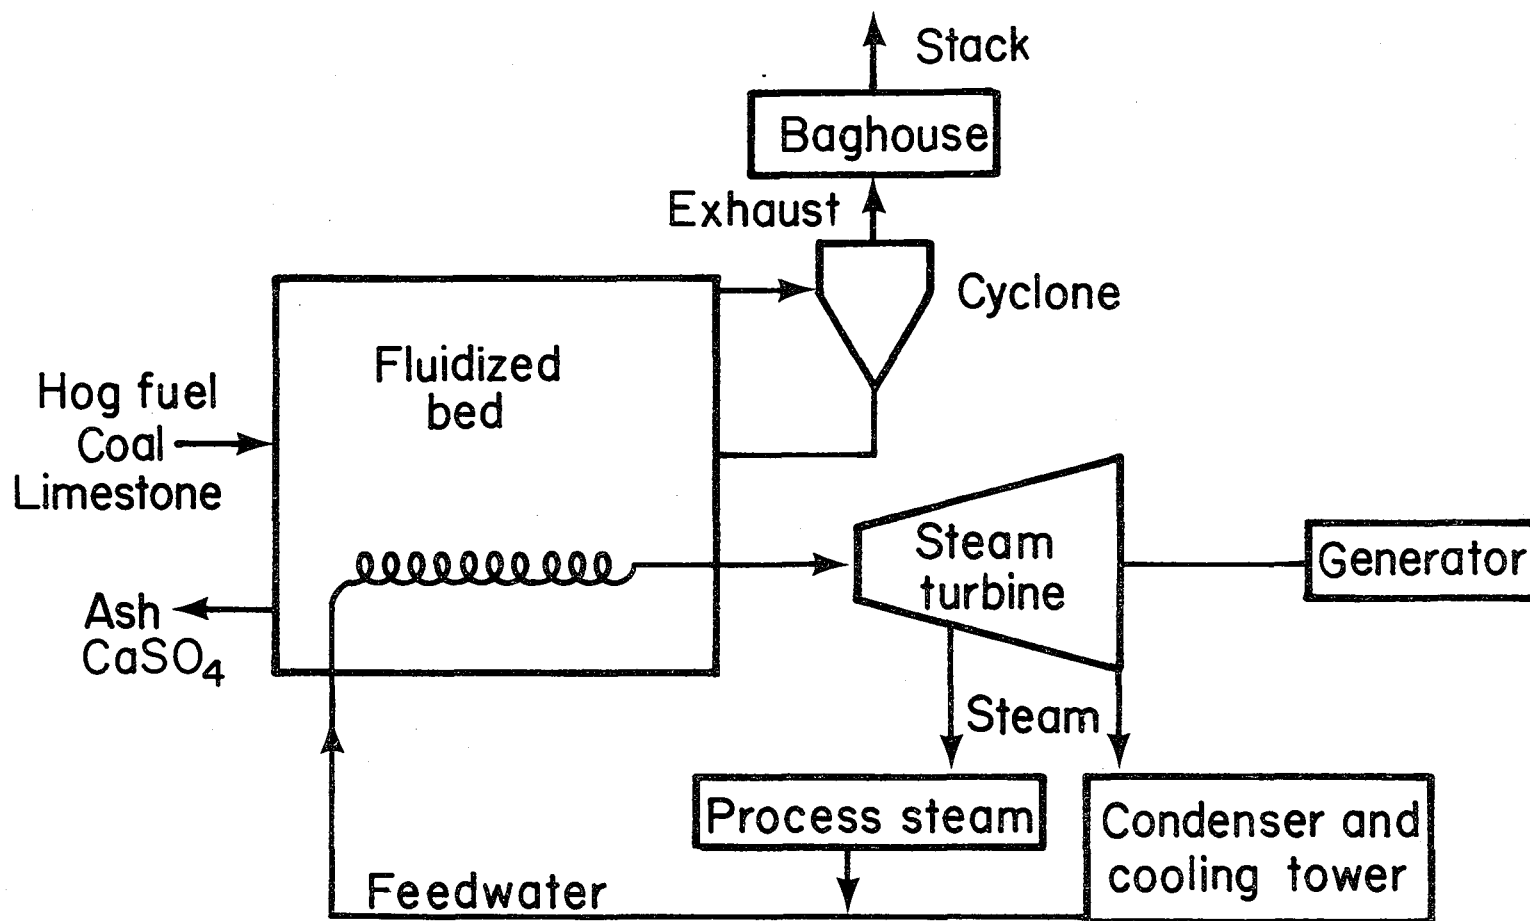 Stack
Baghouse
Exhaust
Cyclone
Fluidized
bed
Hog fuel
Coal
Limestone
Steam
turbine
Generator
Ash
CaSO₄
Steam
Process steam
Condenser and
cooling tower
Feedwater